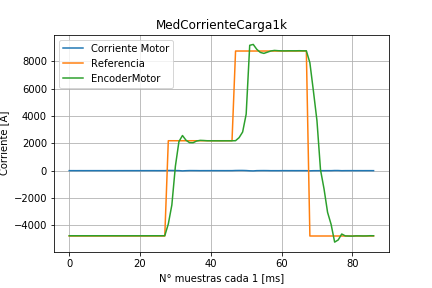 MedCorrienteCarga1k
Corriente Motor
Referencia
EncoderMotor
Corriente [A]
8000
6000
4000
2000
0
−2000
−4000
0 20 40 60 80
N° muestras cada 1 [ms]